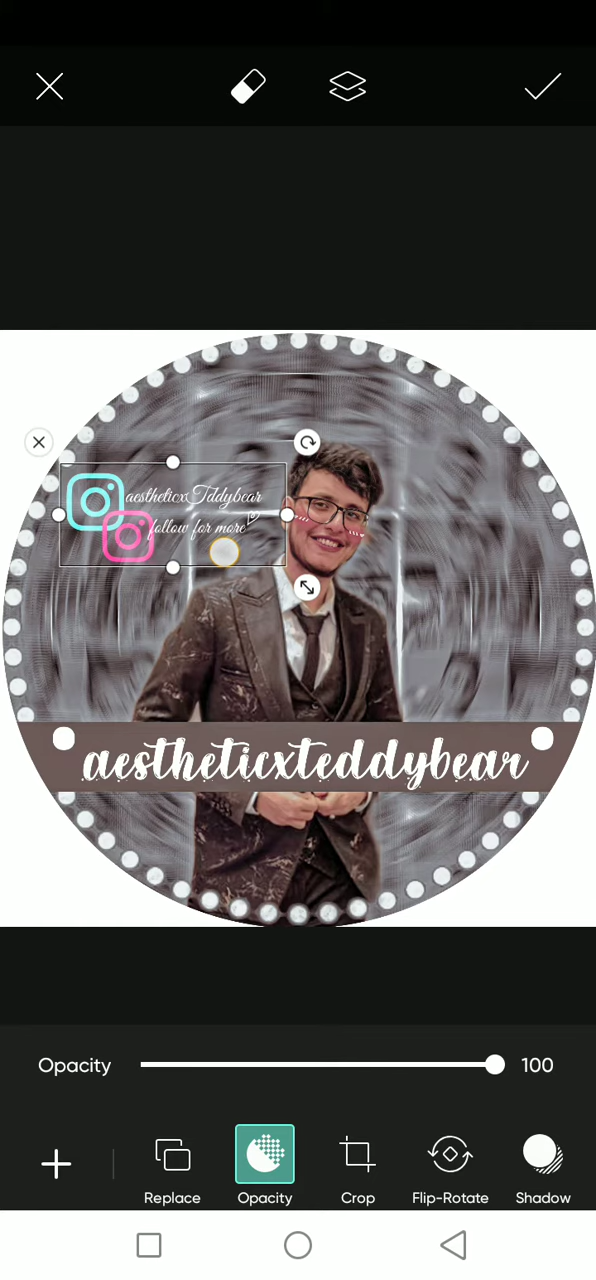 aestheticxTddybear
follow for more
aestheticxteddybear
Opacity
100
Replace
Opacity
Crop
Flip-Rotate
Shadow